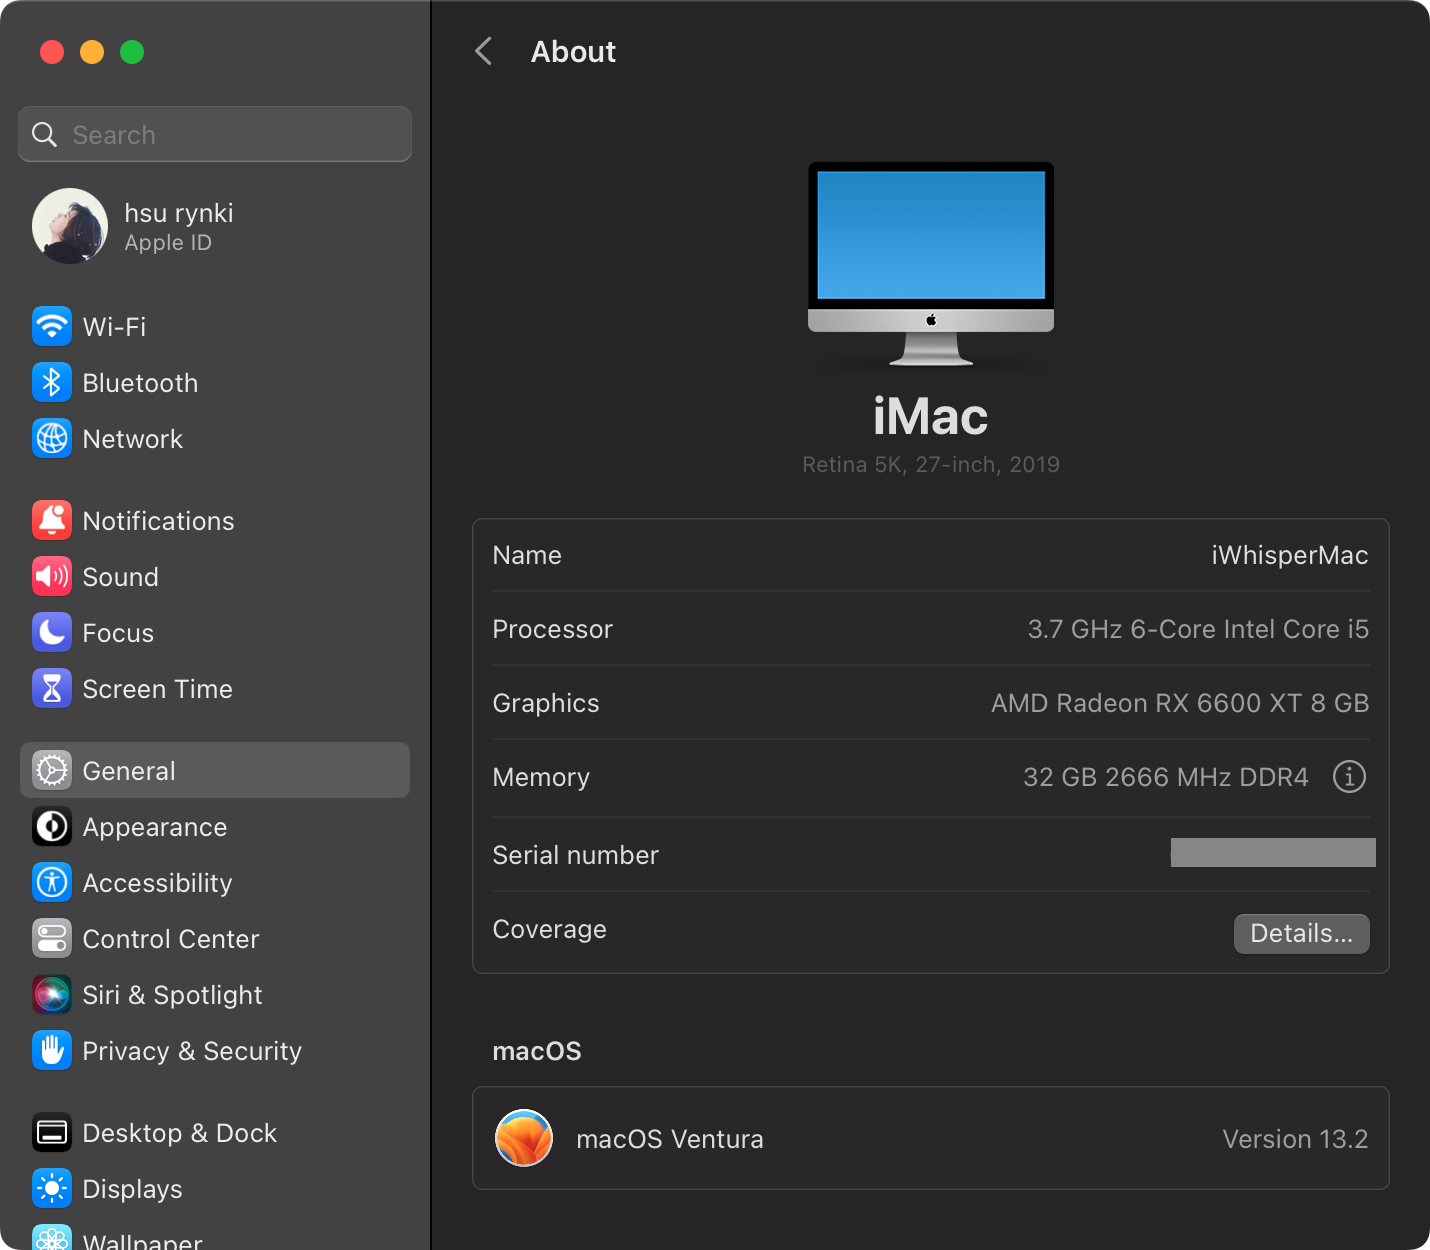 About
Search
hsu rynki
Apple ID
Wi-Fi
Bluetooth
Network
Notifications
Sound
Focus
Screen Time
General
Appearance
Accessibility
Control Center
Siri & Spotlight
Privacy & Security
Desktop & Dock
Displays
Wallpaper
iMac
Retina 5K, 27-inch, 2019
Name iWhisperMac
Processor 3.7 GHz 6-Core Intel Core i5
Graphics AMD Radeon RX 6600 XT 8 GB
Memory 32 GB 2666 MHz DDR4
Serial number
Coverage Details...
macOS
macOS Ventura Version 13.2